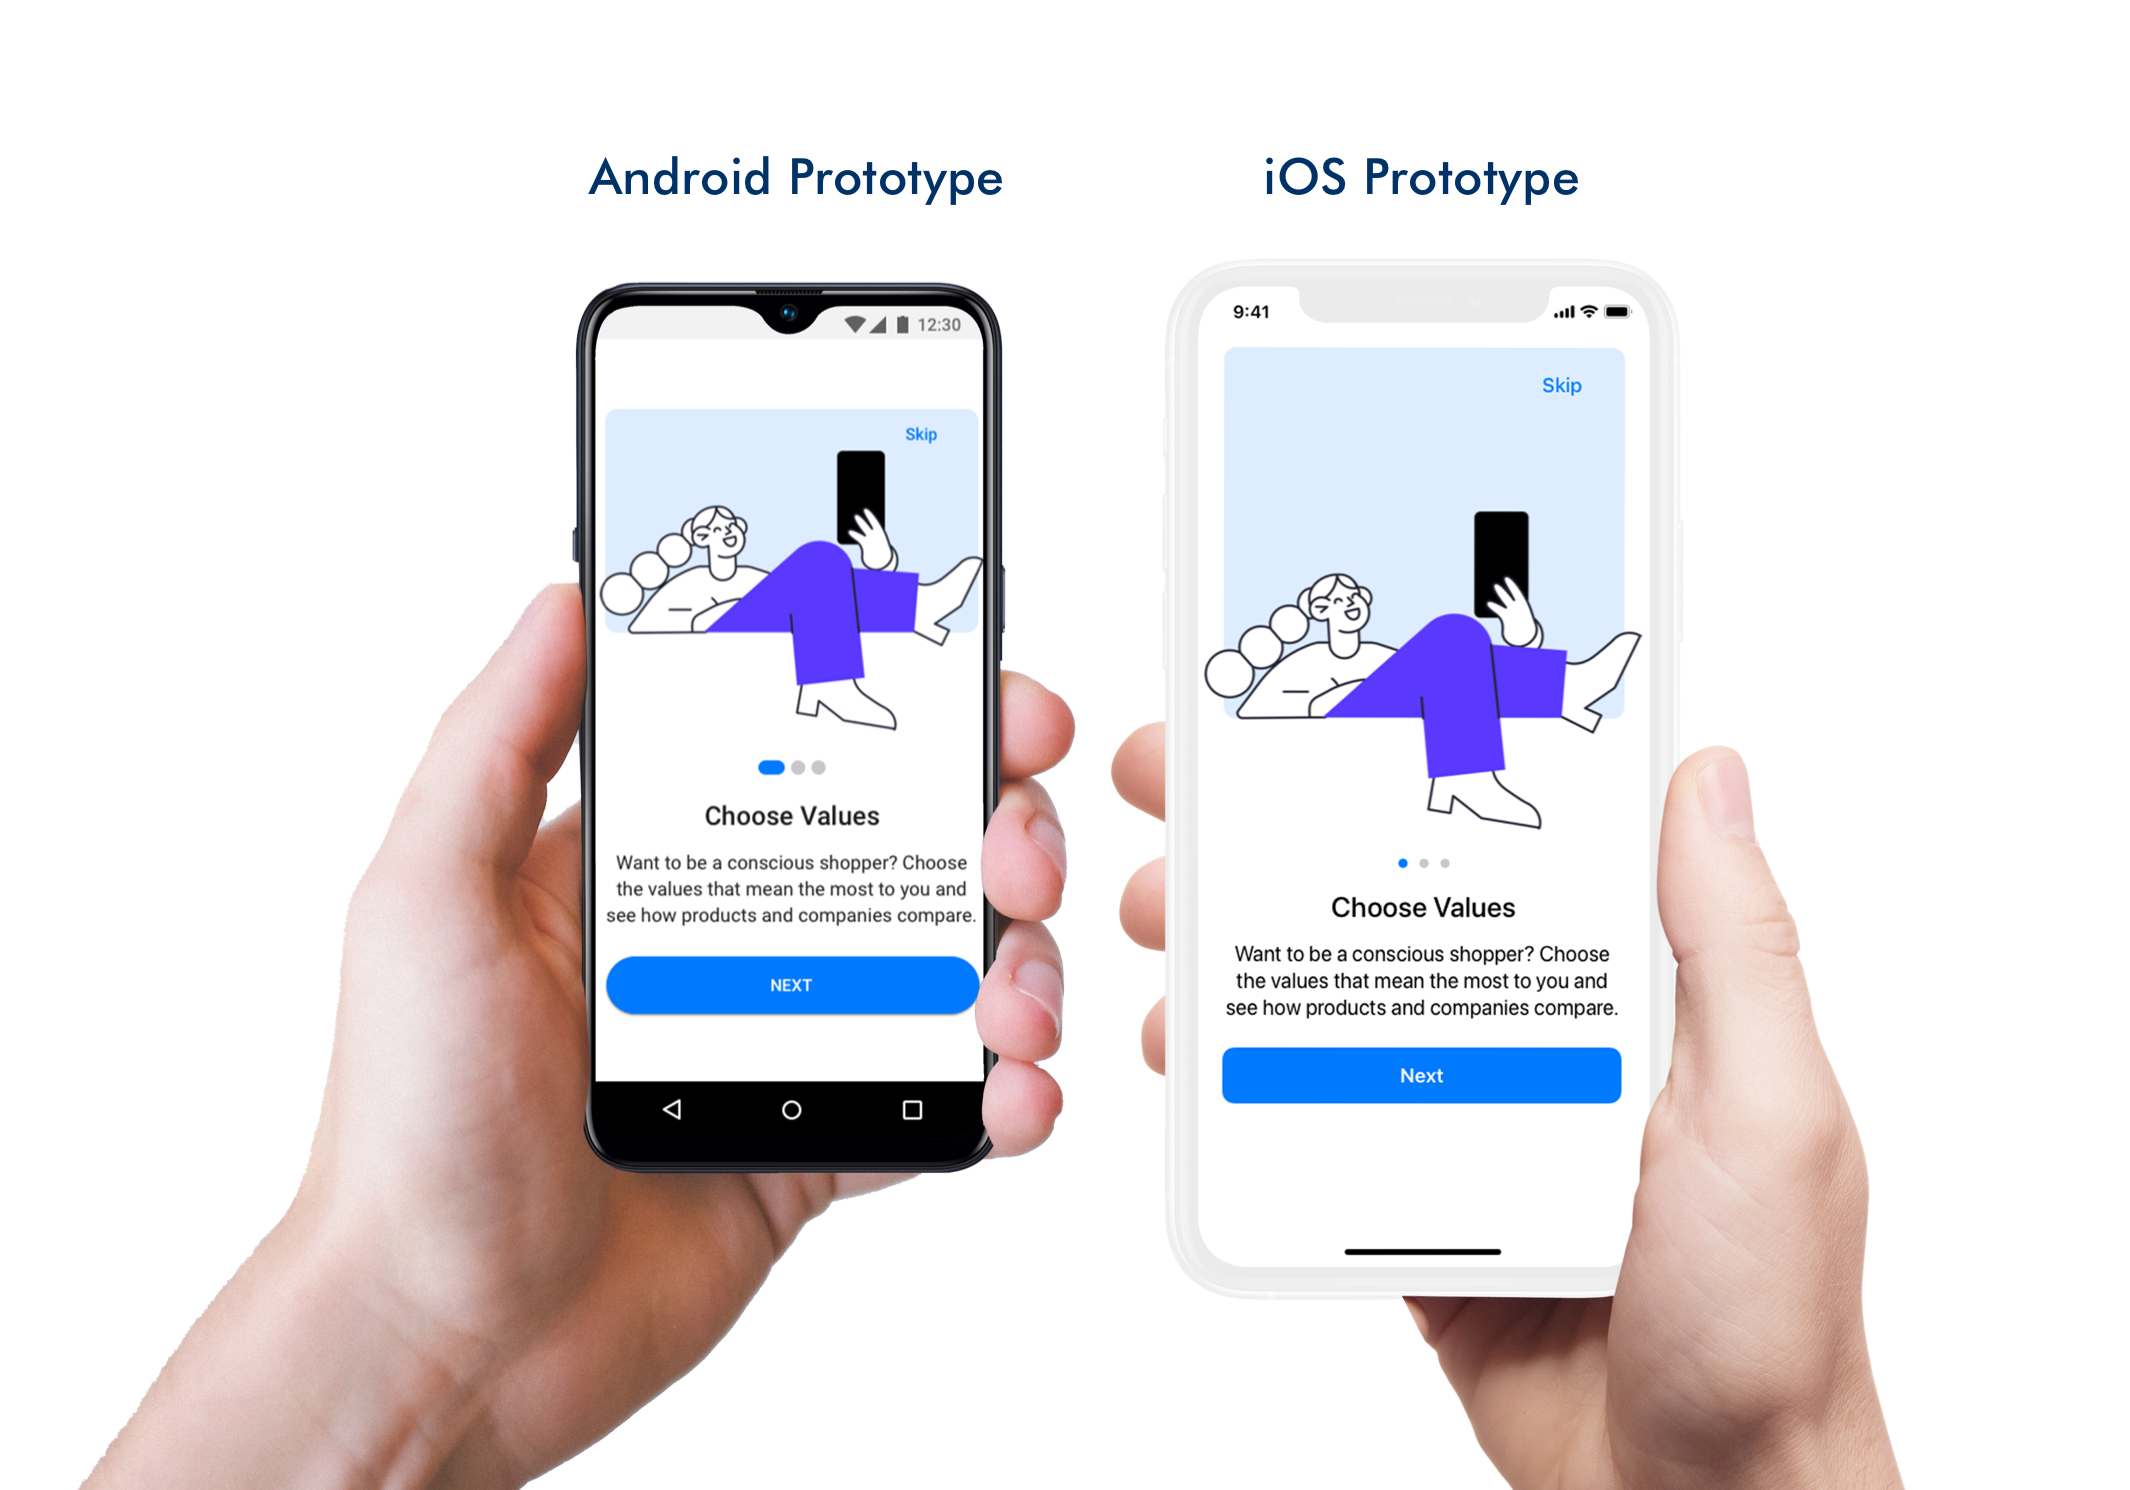 Android Prototype
12:30
Skip
Choose Values
Want to be a conscious shopper? Choose
the values that mean the most to you and
see how products and companies compare.
NEXT
iOS Prototype
9:41
Skip
Choose Values
Want to be a conscious shopper? Choose
the values that mean the most to you and
see how products and companies compare.
Next